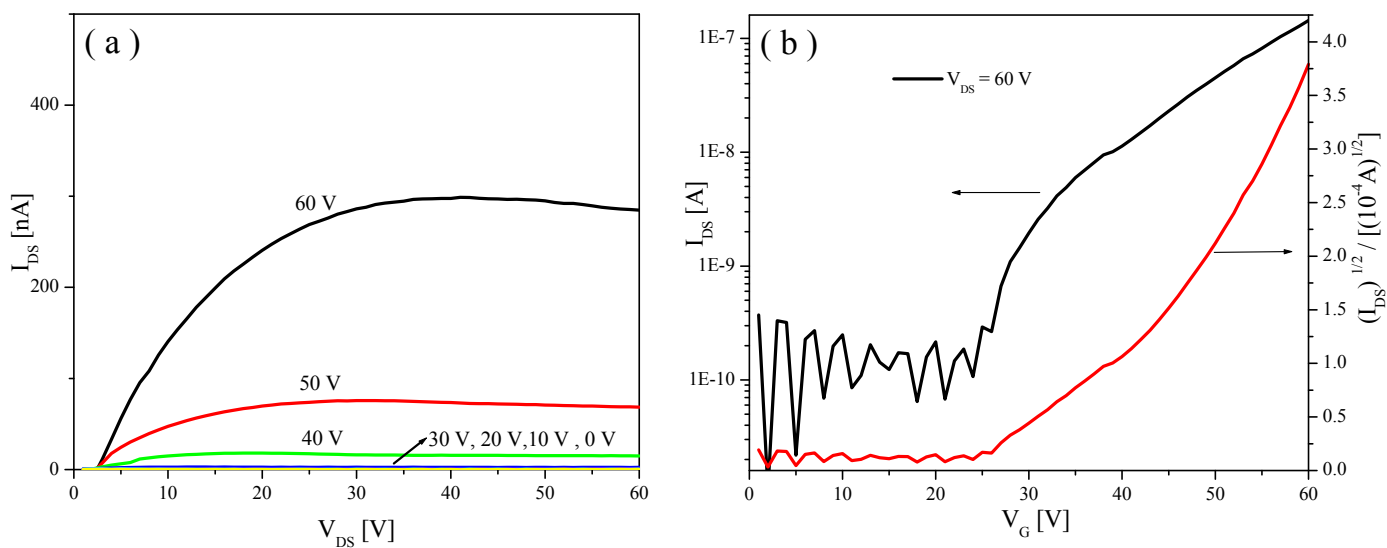 ( a )
I_DS [nA]
400
300
200
100
0
60 V
50 V
40 V
30 V, 20 V,10 V , 0 V
0 10 20 30 40 50 60
V_DS [V]
( b )
V_DS = 60 V
I_DS [A]
1E-7
1E-8
1E-9
1E-10
4.0
3.5
3.0
2.5
2.0
1.5
1.0
0.5
0.0
(I_DS)^1/2 / [(10^-4 A)^1/2]
0 10 20 30 40 50 60
V_G [V]